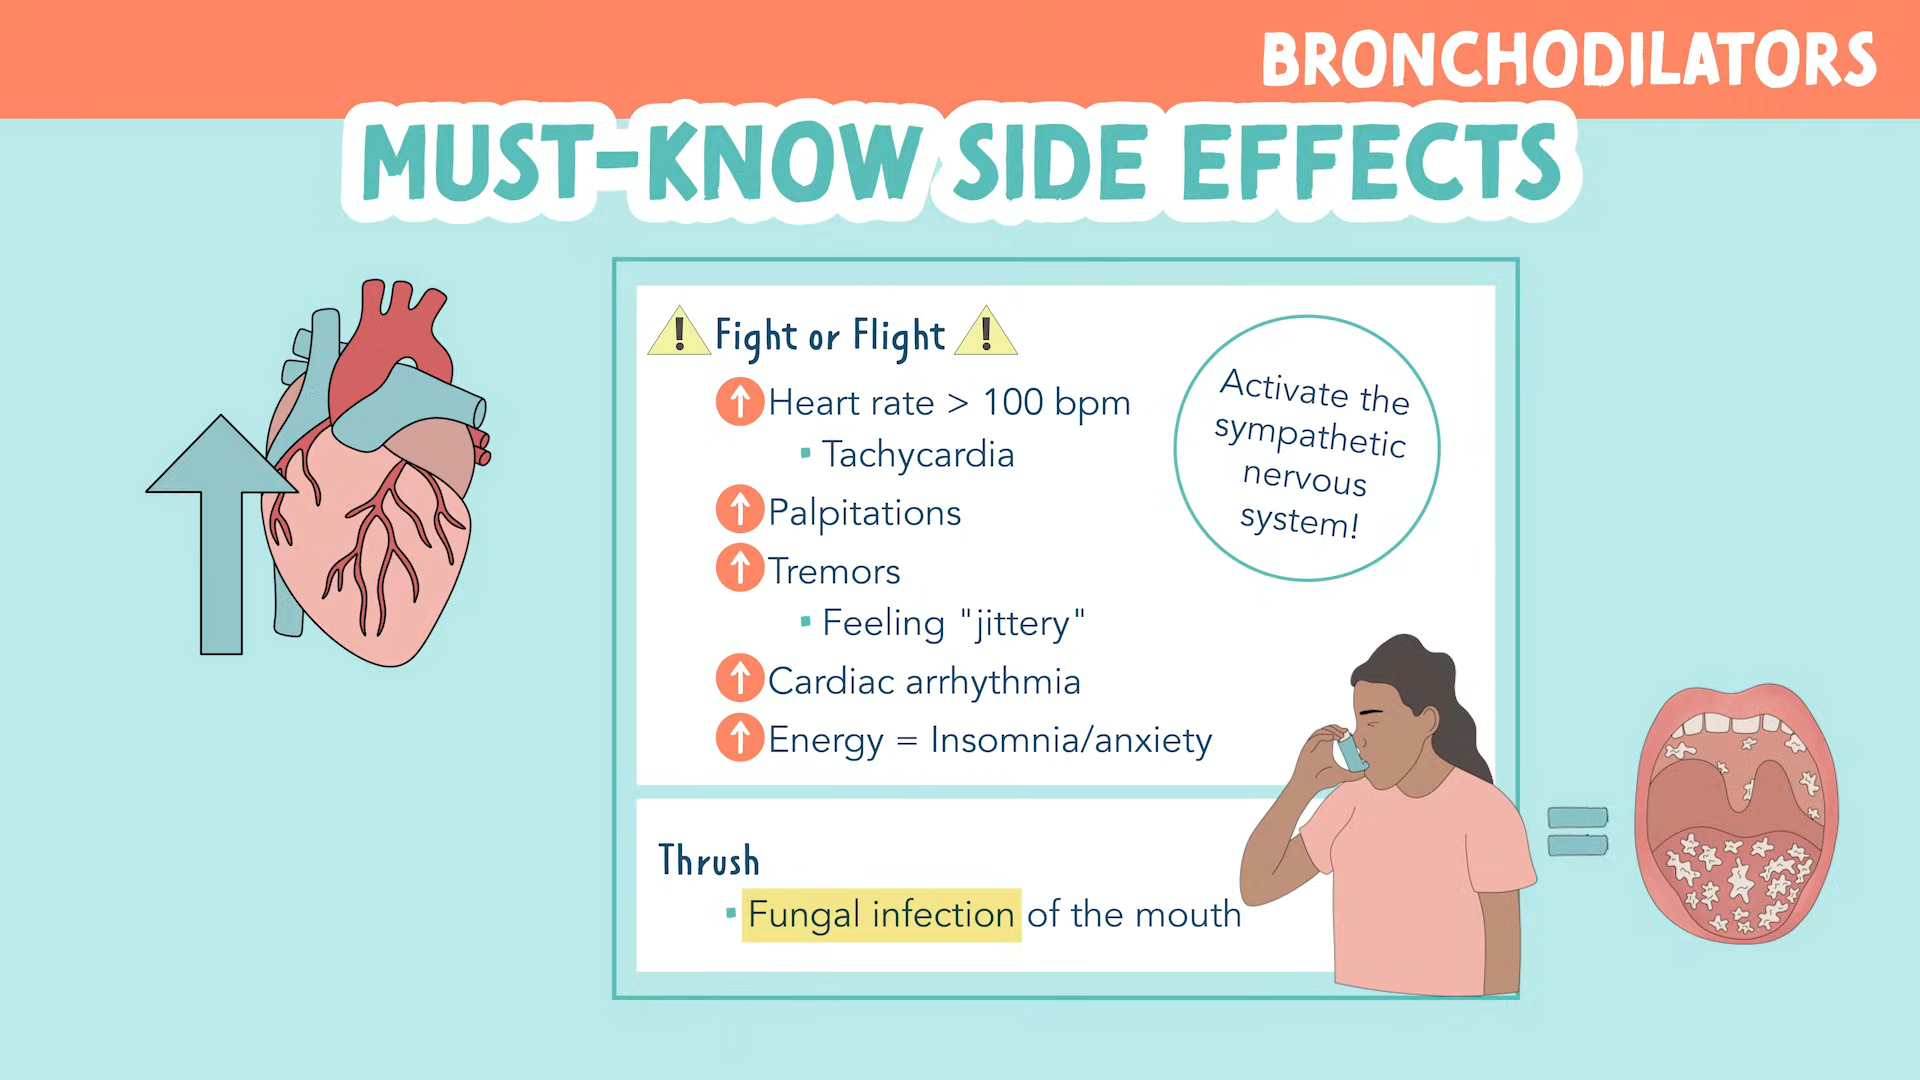 BRONCHODILATORS
MUST-KNOW SIDE EFFECTS
! Fight or Flight !
↑ Heart rate > 100 bpm
▪ Tachycardia
↑ Palpitations
↑ Tremors
▪ Feeling "jittery"
↑ Cardiac arrhythmia
↑ Energy = Insomnia/anxiety
Activate the
sympathetic
nervous
system!
Thrush
▪ Fungal infection of the mouth
=